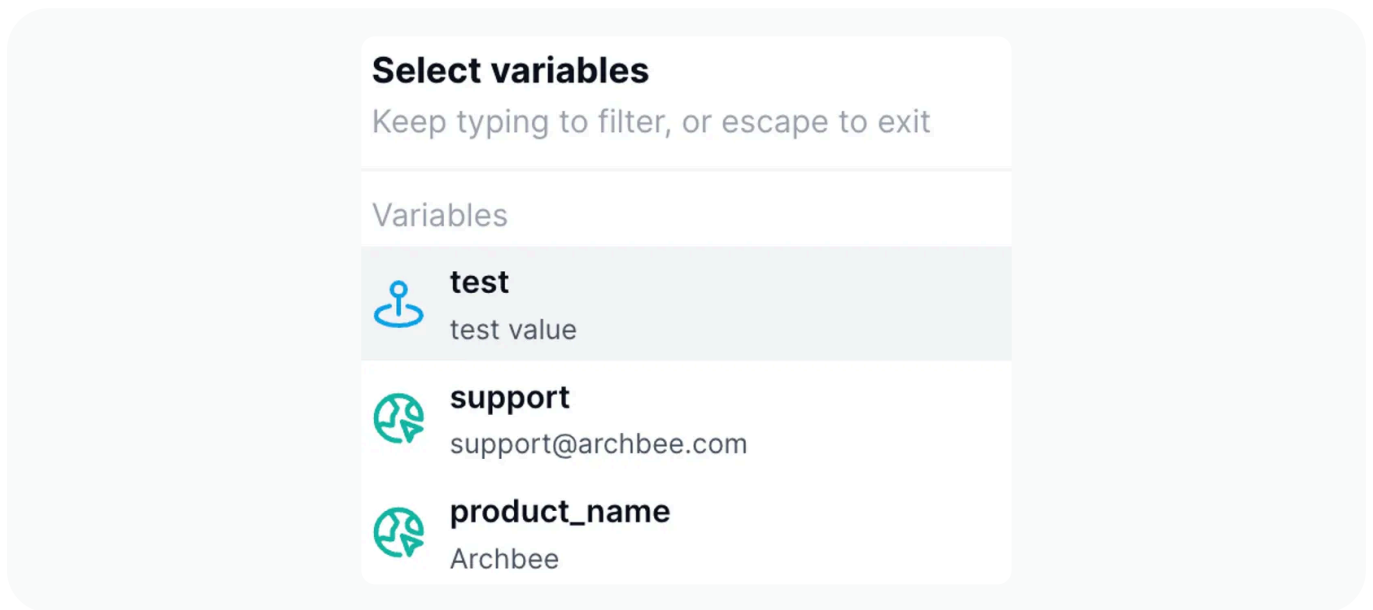 Select variables
Keep typing to filter, or escape to exit
Variables
test
test value
support
support@archbee.com
product_name
Archbee